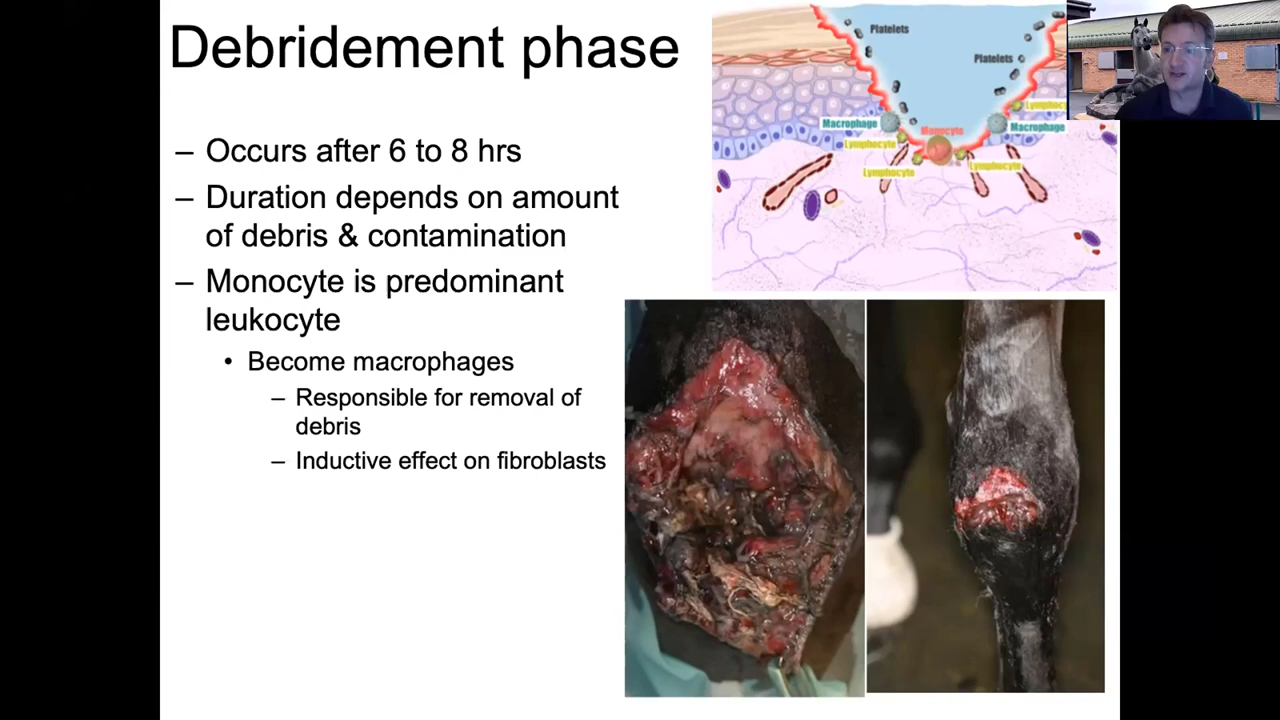 Debridement phase
– Occurs after 6 to 8 hrs
– Duration depends on amount
of debris & contamination
– Monocyte is predominant
leukocyte
• Become macrophages
– Responsible for removal of
debris
– Inductive effect on fibroblasts
Platelets
Platelets
Lymphocy
Macrophage
Monocyte
Macrophage
Lymphocyte
Lymphocyte
Lymphocyte